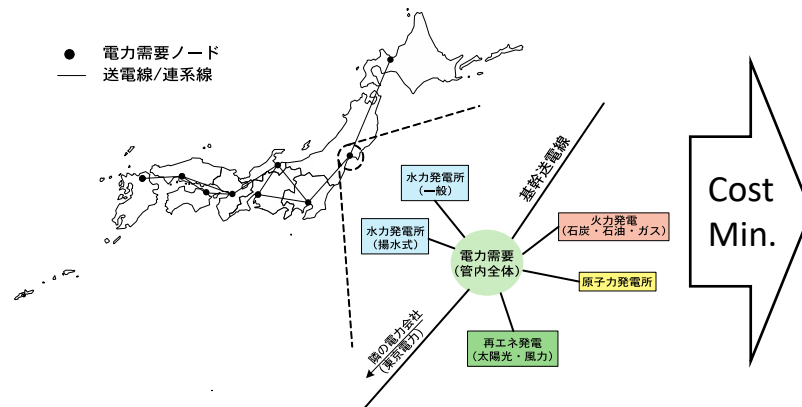 電力需要ノード
送電線/連系線
基幹送電線
水力発電所
(一般)
水力発電所
(揚水式)
火力発電
(石炭・石油・ガス)
電力需要
(管内全体)
原子力発電所
再エネ発電
(太陽光・風力)
隣の電力会社
(東京電力)
Cost
Min.